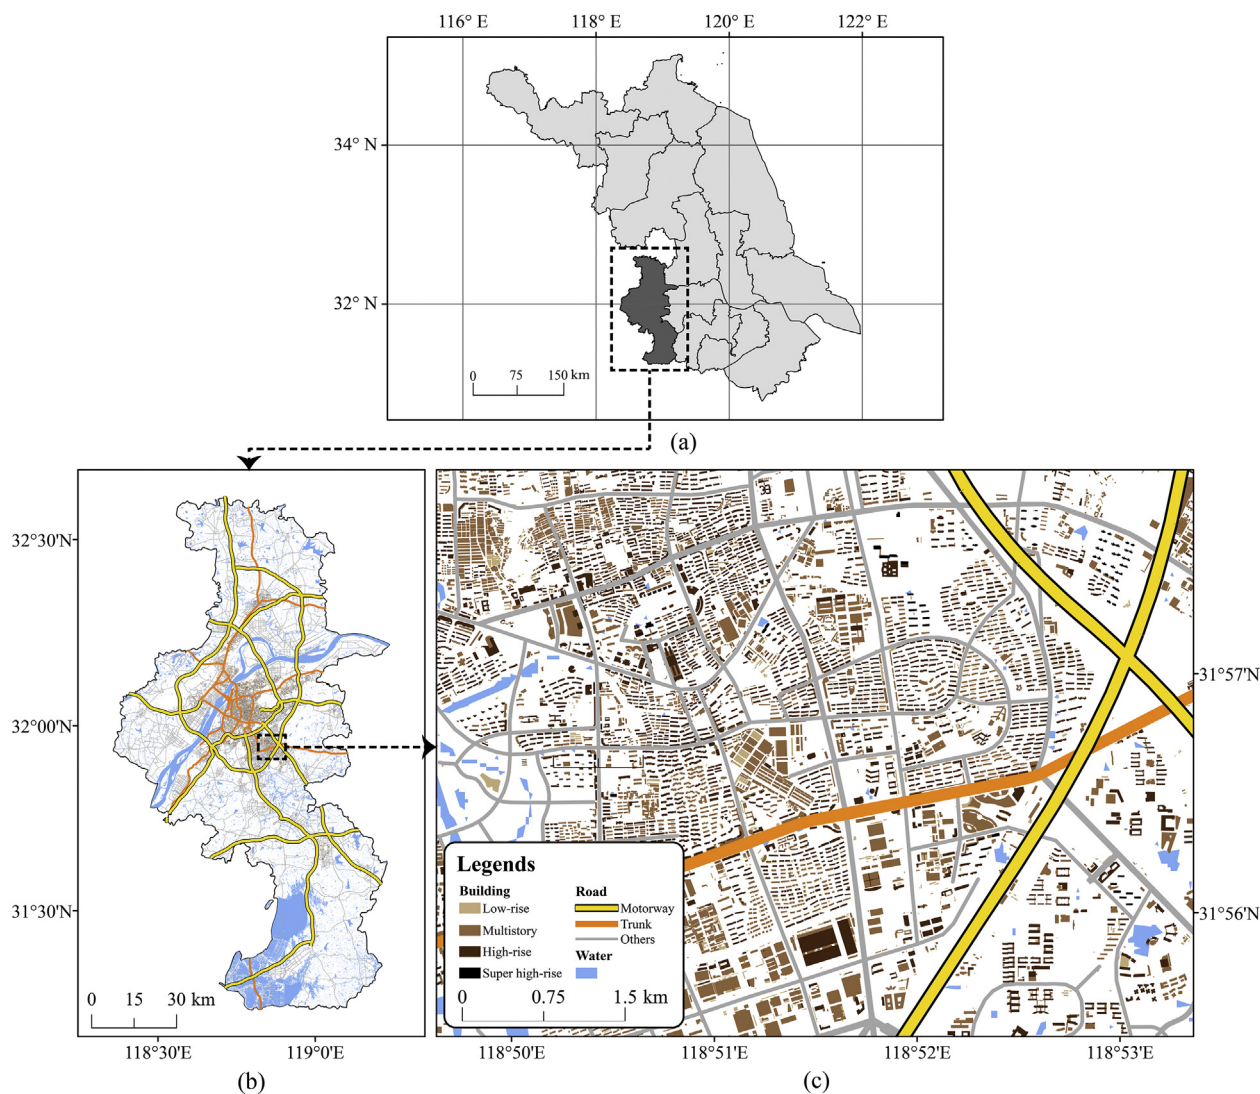 116° E 118° E 120° E 122° E
34° N
32° N
0 75 150 km
(a)
32°30'N
32°00'N
31°30'N
0 15 30 km
118°30'E 119°0'E
(b)
31°57'N
31°56'N
Legends
Building Road
Low-rise Motorway
Multistory Trunk
High-rise Others
Super high-rise Water
0 0.75 1.5 km
118°50'E 118°51'E 118°52'E 118°53'E
(c)